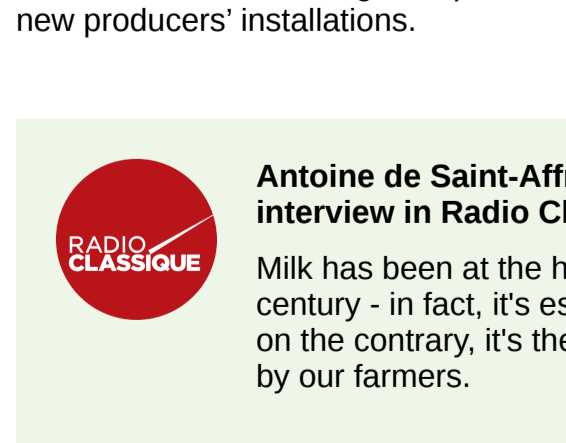 new producers’ installations.
RADIO
CLASSIQUE
Antoine de Saint-Aff
interview in Radio Cl
Milk has been at the h
century - in fact, it's es
on the contrary, it's the
by our farmers.